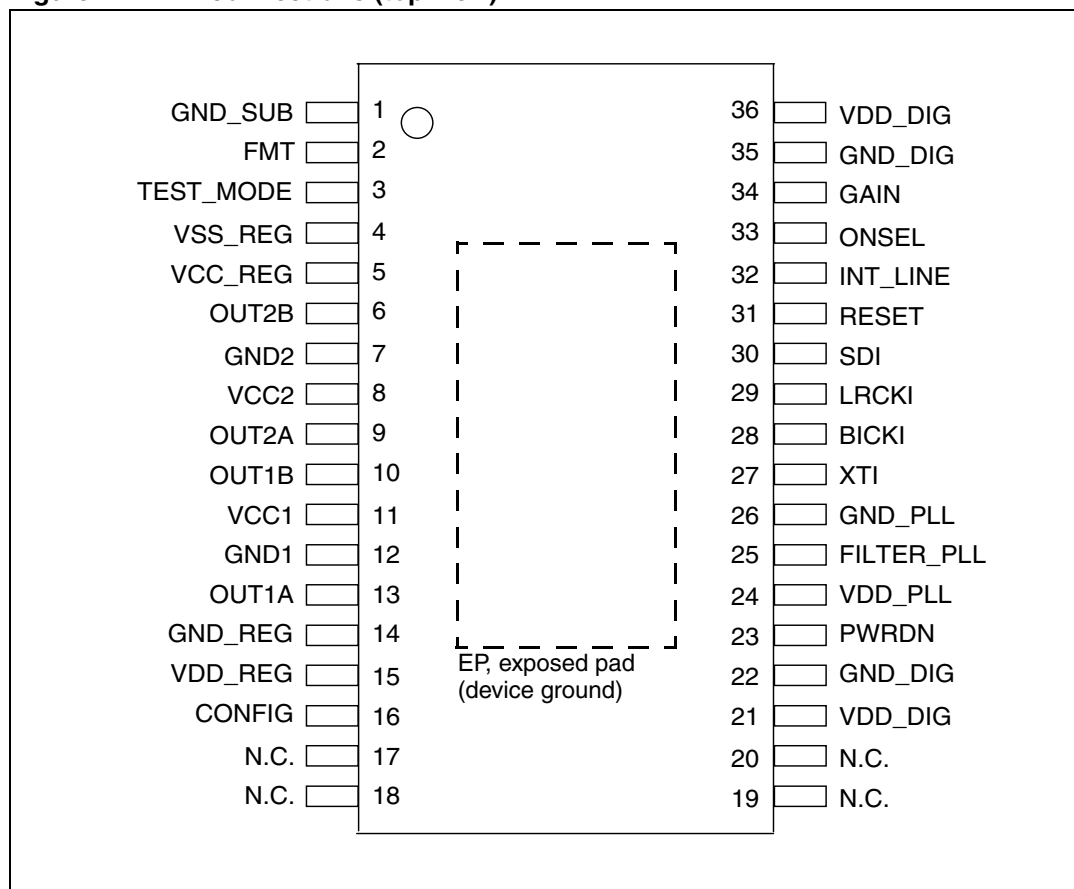 GND_SUB 1
FMT 2
TEST_MODE 3
VSS_REG 4
VCC_REG 5
OUT2B 6
GND2 7
VCC2 8
OUT2A 9
OUT1B 10
VCC1 11
GND1 12
OUT1A 13
GND_REG 14
VDD_REG 15
CONFIG 16
N.C. 17
N.C. 18
EP, exposed pad
(device ground)
36 VDD_DIG
35 GND_DIG
34 GAIN
33 ONSEL
32 INT_LINE
31 RESET
30 SDI
29 LRCKI
28 BICKI
27 XTI
26 GND_PLL
25 FILTER_PLL
24 VDD_PLL
23 PWRDN
22 GND_DIG
21 VDD_DIG
20 N.C.
19 N.C.